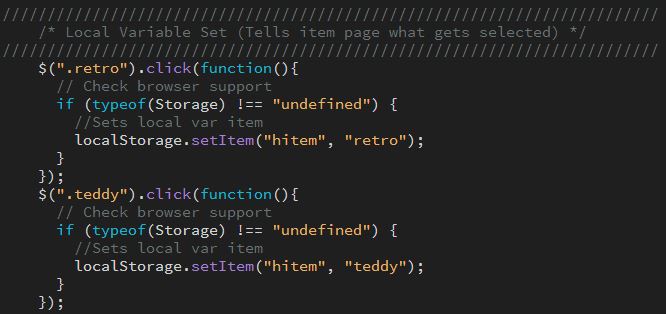 //////////////////////////////////////////////////////////////////////////////
/* Local Variable Set (Tells item page what gets selected) */
//////////////////////////////////////////////////////////////////////////////
$(".retro").click(function(){
// Check browser support
if (typeof(Storage) !== "undefined") {
//Sets local var item
localStorage.setItem("hitem", "retro");
}
});
$(".teddy").click(function(){
// Check browser support
if (typeof(Storage) !== "undefined") {
//Sets local var item
localStorage.setItem("hitem", "teddy");
}
});